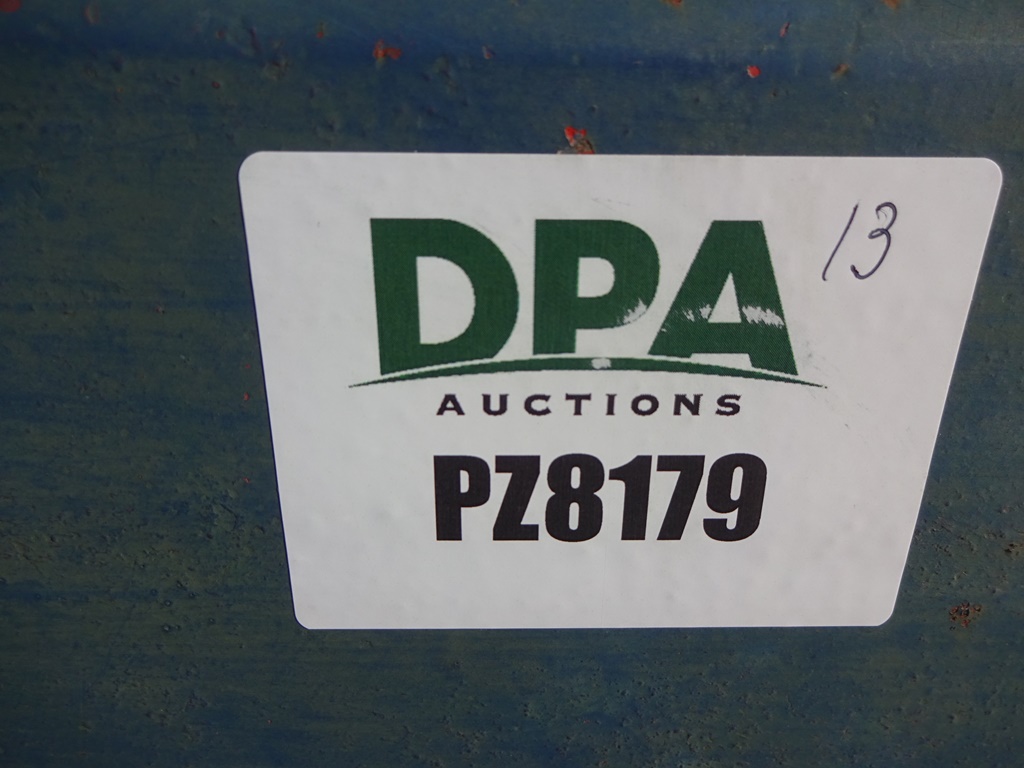 13
DPA
AUCTIONS
PZ8179